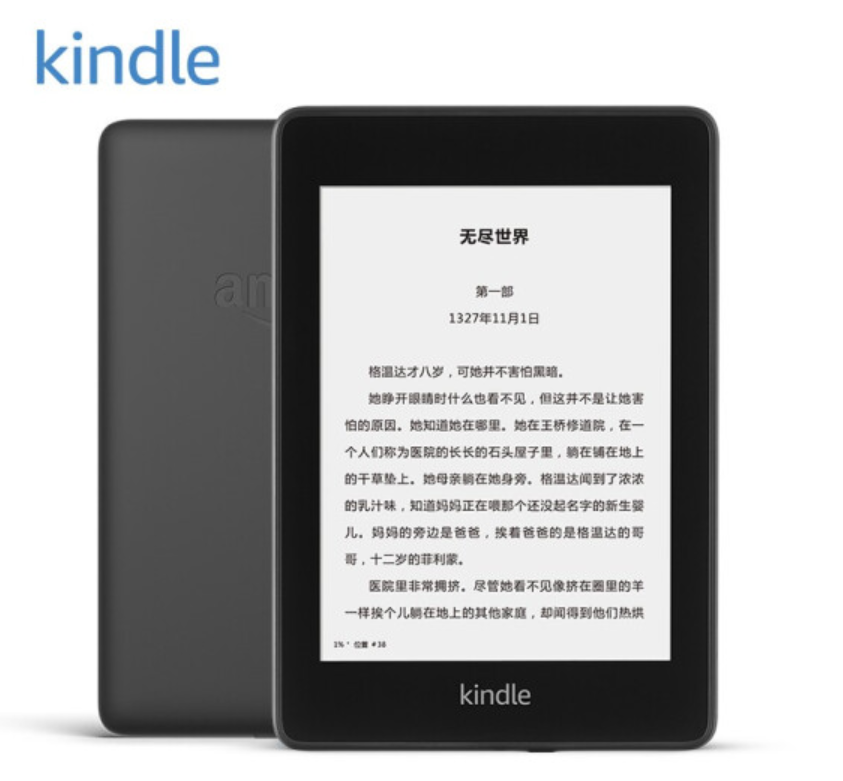 kindle
an
无尽世界
第一部
1327年11月1日
格温达才八岁，可她并不害怕黑暗。
她睁开眼睛时什么也看不见，但这并不是让她害
怕的原因。她知道她在哪里。她在王桥修道院，在一
个人们称为医院的长长的石头屋子里，躺在铺在地上
的干草垫上。她母亲躺在她身旁。格温达闻到了浓浓
的乳汁味，知道妈妈正在喂那个还没起名字的新生婴
儿。妈妈的旁边是爸爸，挨着爸爸的是格温达的哥
哥，十二岁的菲利蒙。
医院里非常拥挤。尽管她看不见像挤在圈里的羊
一样挨个儿躺在地上的其他家庭，却闻得到他们热烘
1%· 位置 #38
kindle